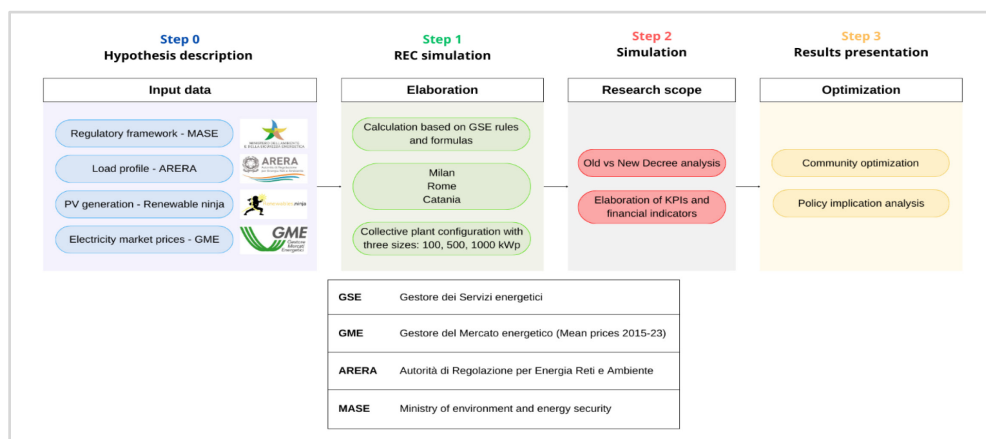 Step 0
Hypothesis description
Step 1
REC simulation
Step 2
Simulation
Step 3
Results presentation
Input data
Regulatory framework - MASE
Load profile - ARERA
ARERA
PV generation - Renewable ninja
Electricity market prices - GME
GME
Gestore
Mercati
Energetici
Elaboration
Calculation based on GSE rules
and formulas
Milan
Rome
Catania
Collective plant configuration with
three sizes: 100, 500, 1000 kWp
Research scope
Old vs New Decree analysis
Elaboration of KPIs and
financial indicators
Optimization
Community optimization
Policy implication analysis
GSE Gestore dei Servizi energetici
GME Gestore del Mercato energetico (Mean prices 2015-23)
ARERA Autorità di Regolazione per Energia Reti e Ambiente
MASE Ministry of environment and energy security